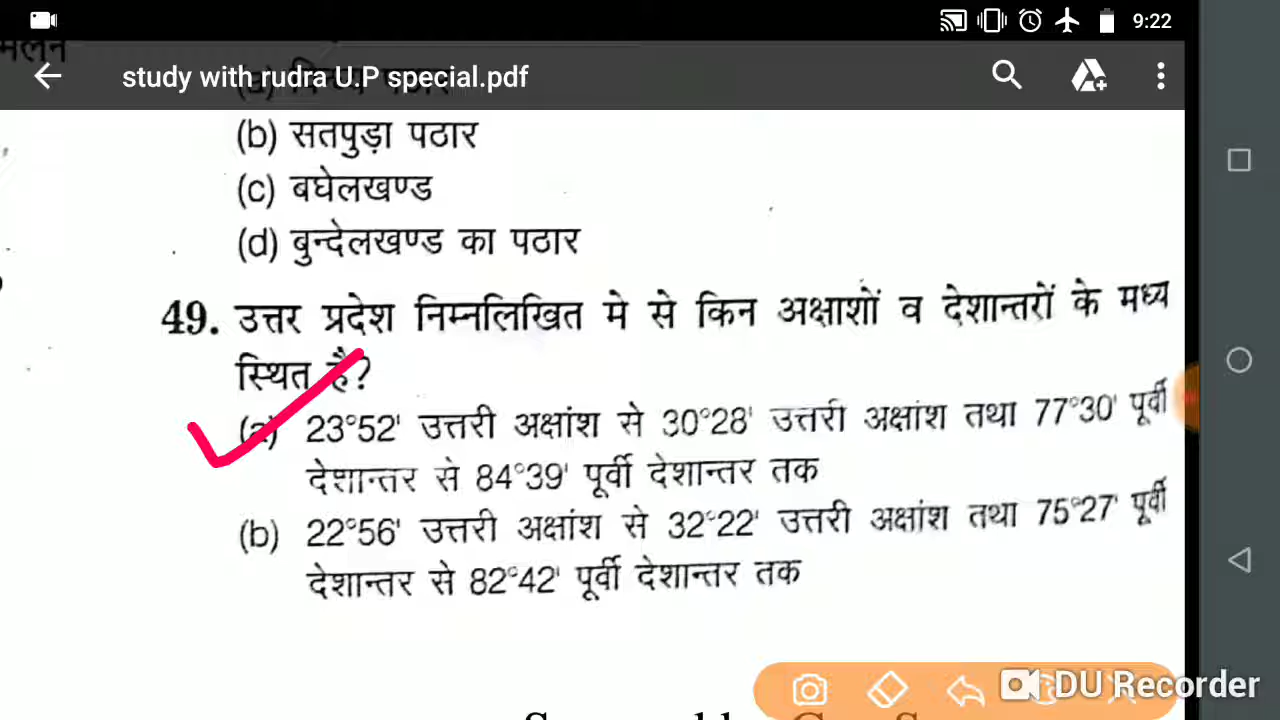 9:22
मलन
study with rudra U.P special.pdf
(b) सतपुड़ा पठार
(c) बघेलखण्ड
(d) बुन्देलखण्ड का पठार
49. उत्तर प्रदेश निम्नलिखित मे से किन अक्षाशों व देशान्तरों के मध्य
स्थित है?
(a) 23°52' उत्तरी अक्षांश से 30°28' उत्तरी अक्षांश तथा 77°30' पूर्वी
देशान्तर से 84°39' पूर्वी देशान्तर तक
(b) 22°56' उत्तरी अक्षांश से 32°22' उत्तरी अक्षांश तथा 75°27' पूर्वी
देशान्तर से 82°42' पूर्वी देशान्तर तक
DU Recorder